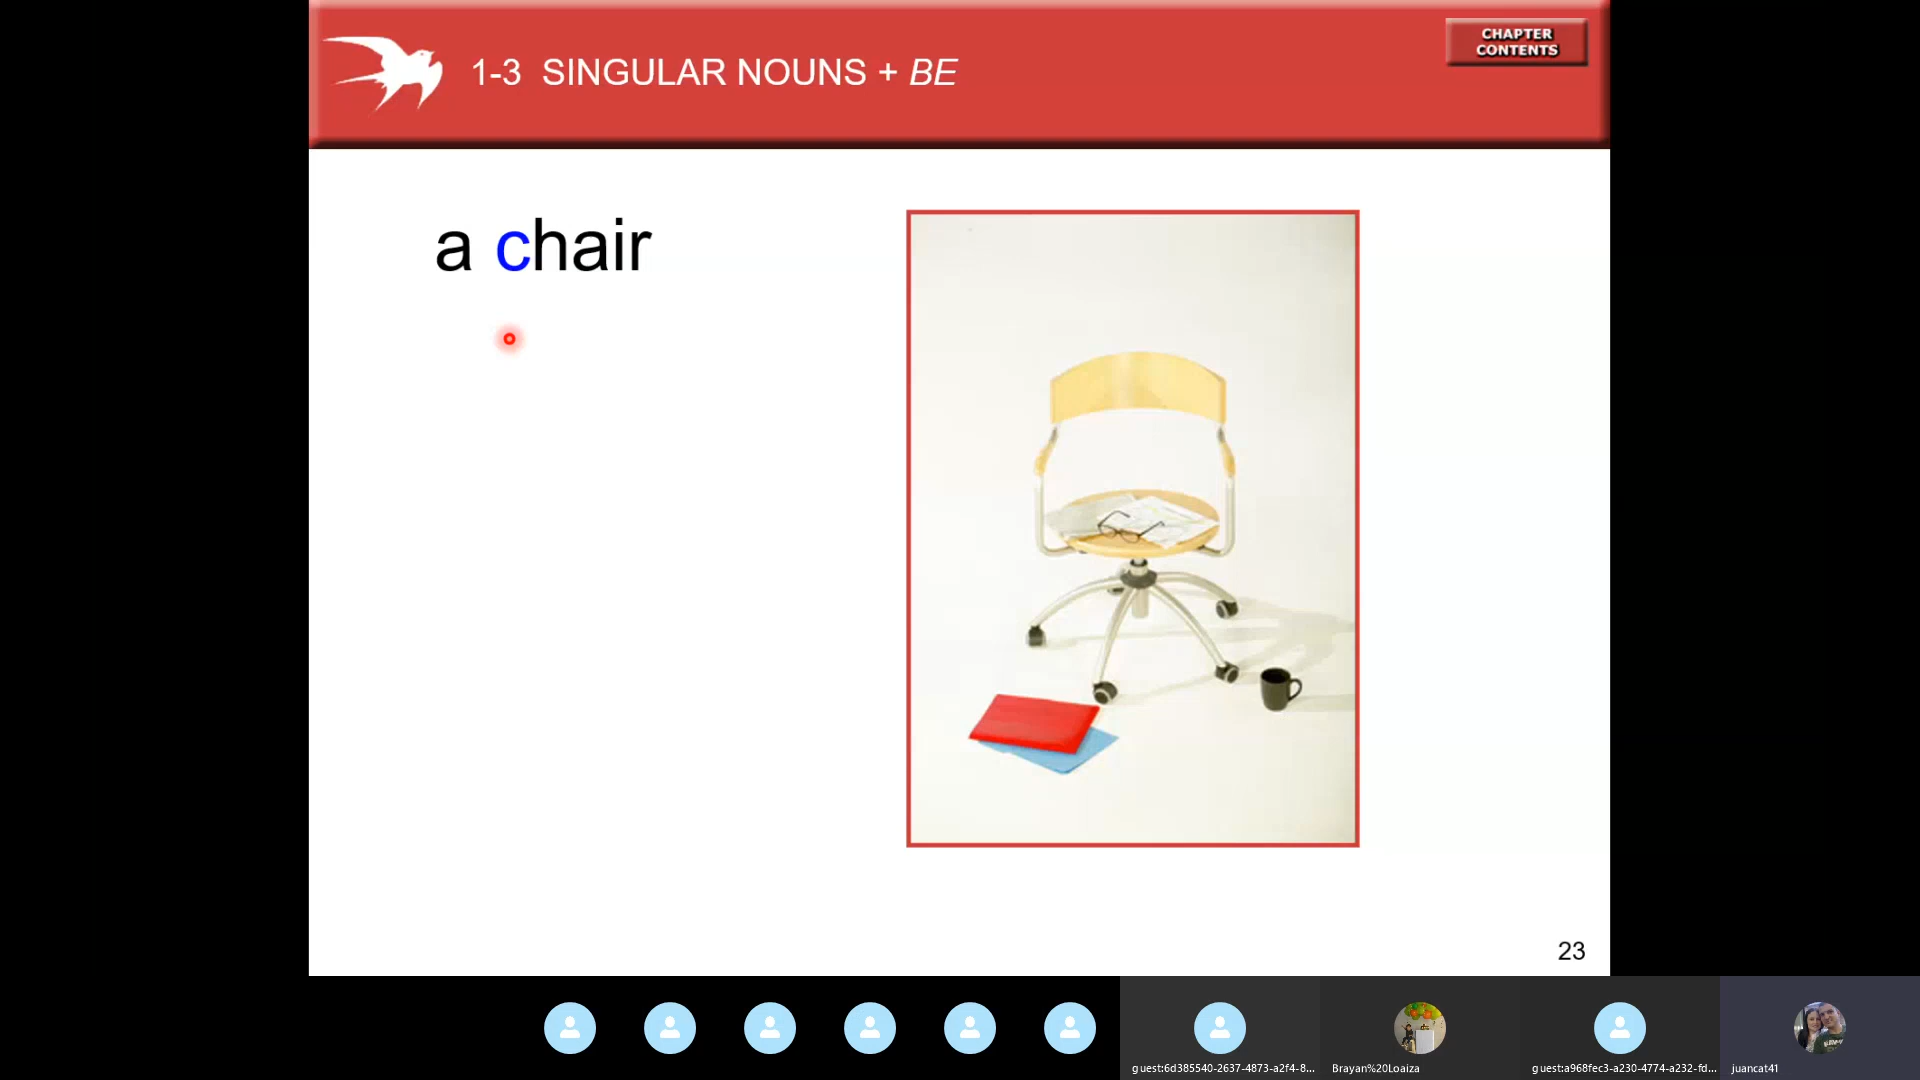 1-3 SINGULAR NOUNS + BE
CHAPTER
CONTENTS
a chair
23
guest:6d385540-2637-4873-a2f4-8...
Brayan%20Loaiza
guest:a968fec3-a230-4774-a232-fd...
juancat41